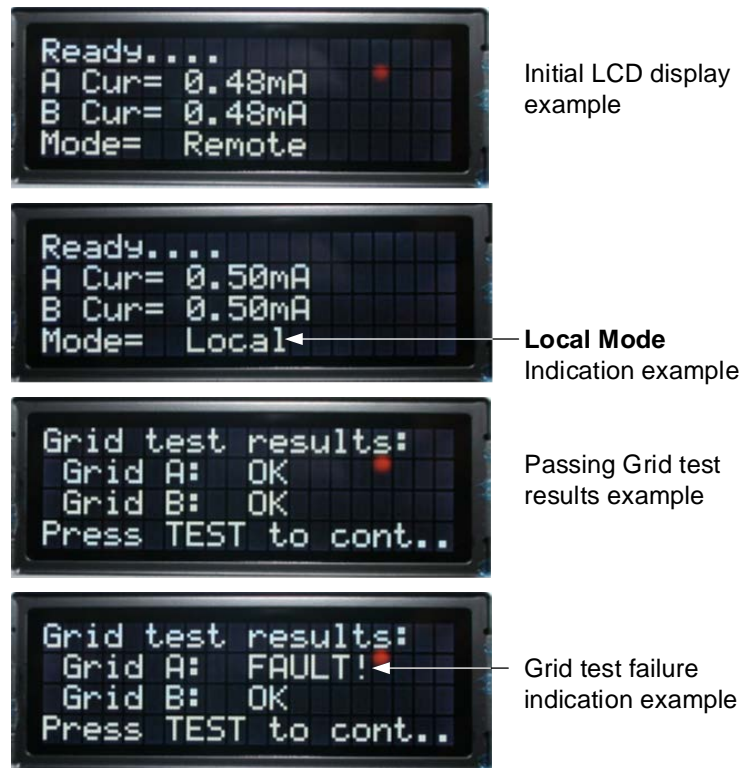 Ready....
A Cur= 0.48mA
B Cur= 0.48mA
Mode= Remote
Initial LCD display
example
Ready....
A Cur= 0.50mA
B Cur= 0.50mA
Mode= Local
Local Mode
Indication example
Grid test results:
Grid A: OK
Grid B: OK
Press TEST to cont..
Passing Grid test
results example
Grid test results:
Grid A: FAULT!
Grid B: OK
Press TEST to cont..
Grid test failure
indication example